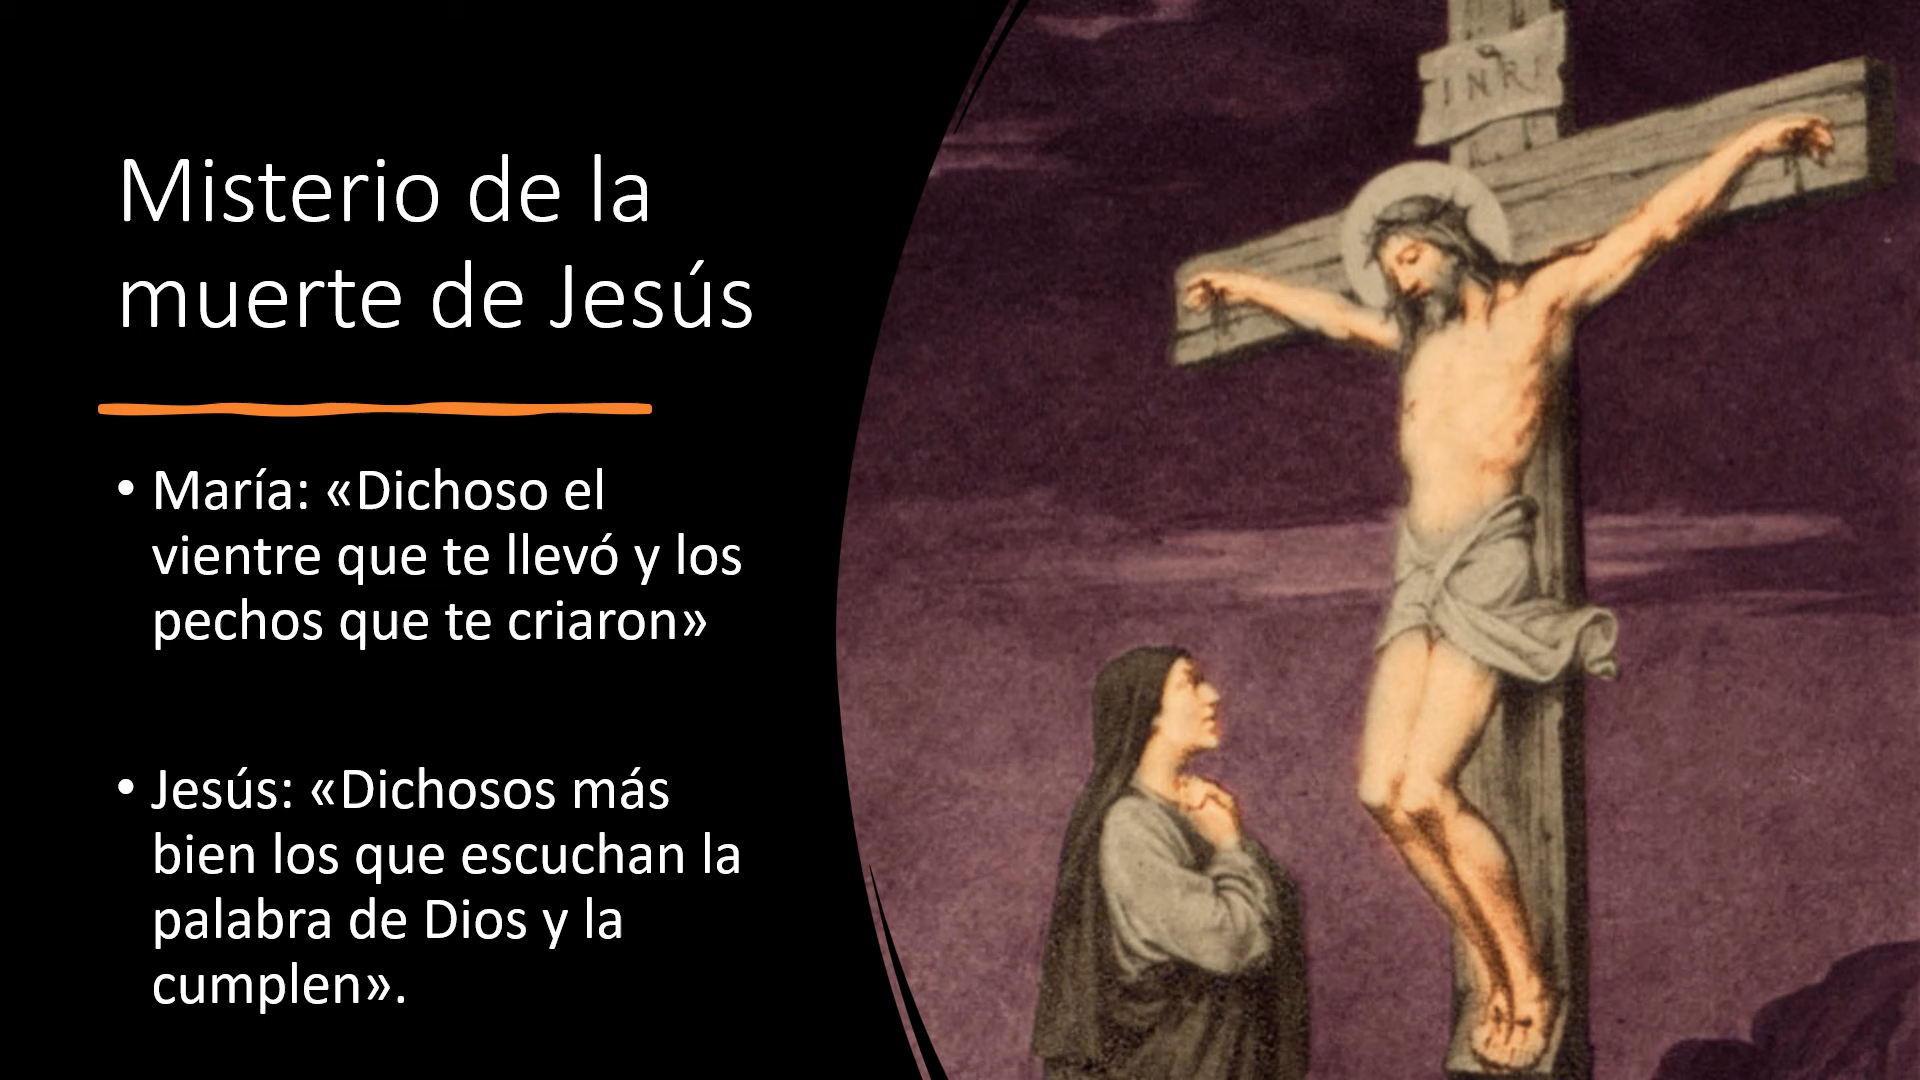 Misterio de la
muerte de Jesús
• María: «Dichoso el
vientre que te llevó y los
pechos que te criaron»
• Jesús: «Dichosos más
bien los que escuchan la
palabra de Dios y la
cumplen».
INRI